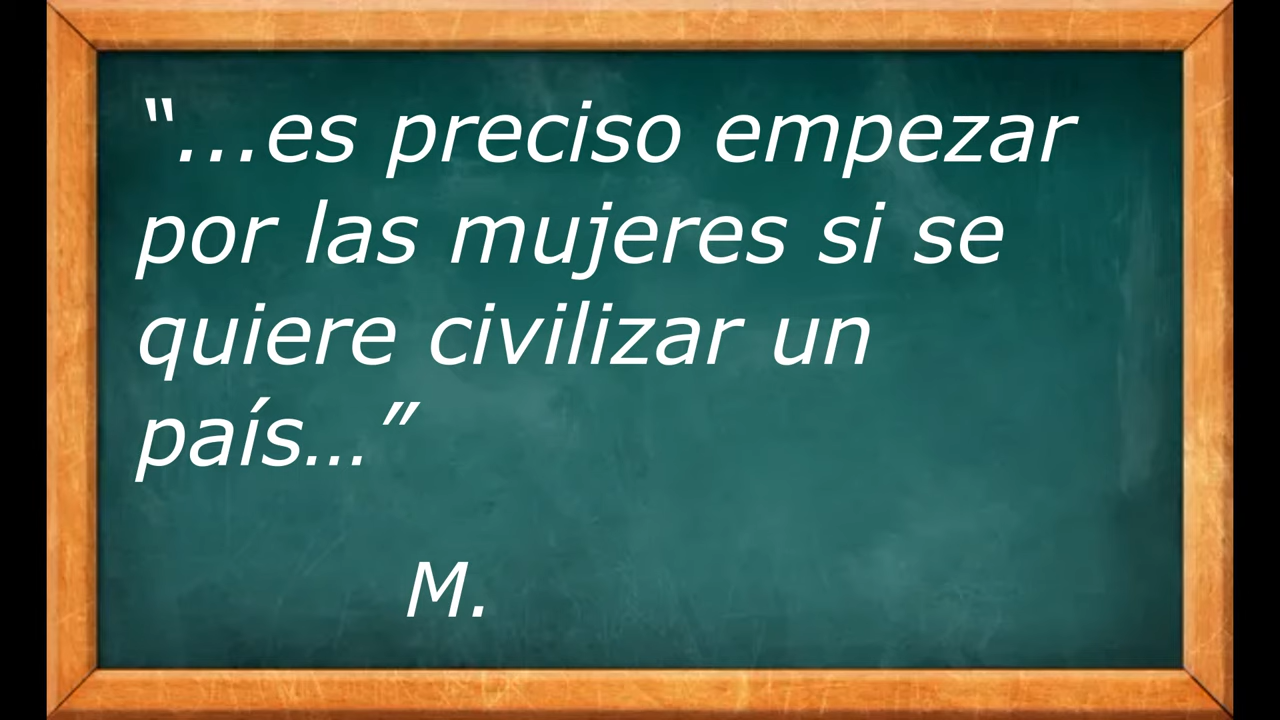 “...es preciso empezar
por las mujeres si se
quiere civilizar un
país…”
M.